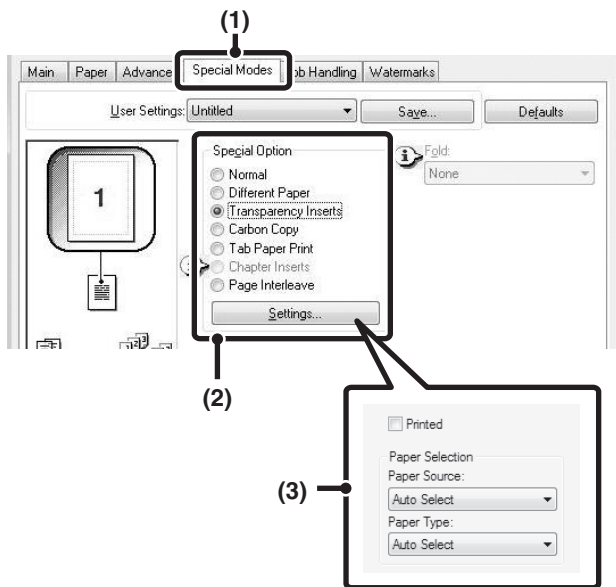 (1)
Main Paper Advance Special Modes ob Handling Watermarks
User Settings: Untitled Save... Defaults
Special Option
Normal
Different Paper
Transparency Inserts
Carbon Copy
Tab Paper Print
Chapter Inserts
Page Interleave
Settings...
Fold:
None
1
(2)
(3)
Printed
Paper Selection
Paper Source:
Auto Select
Paper Type:
Auto Select